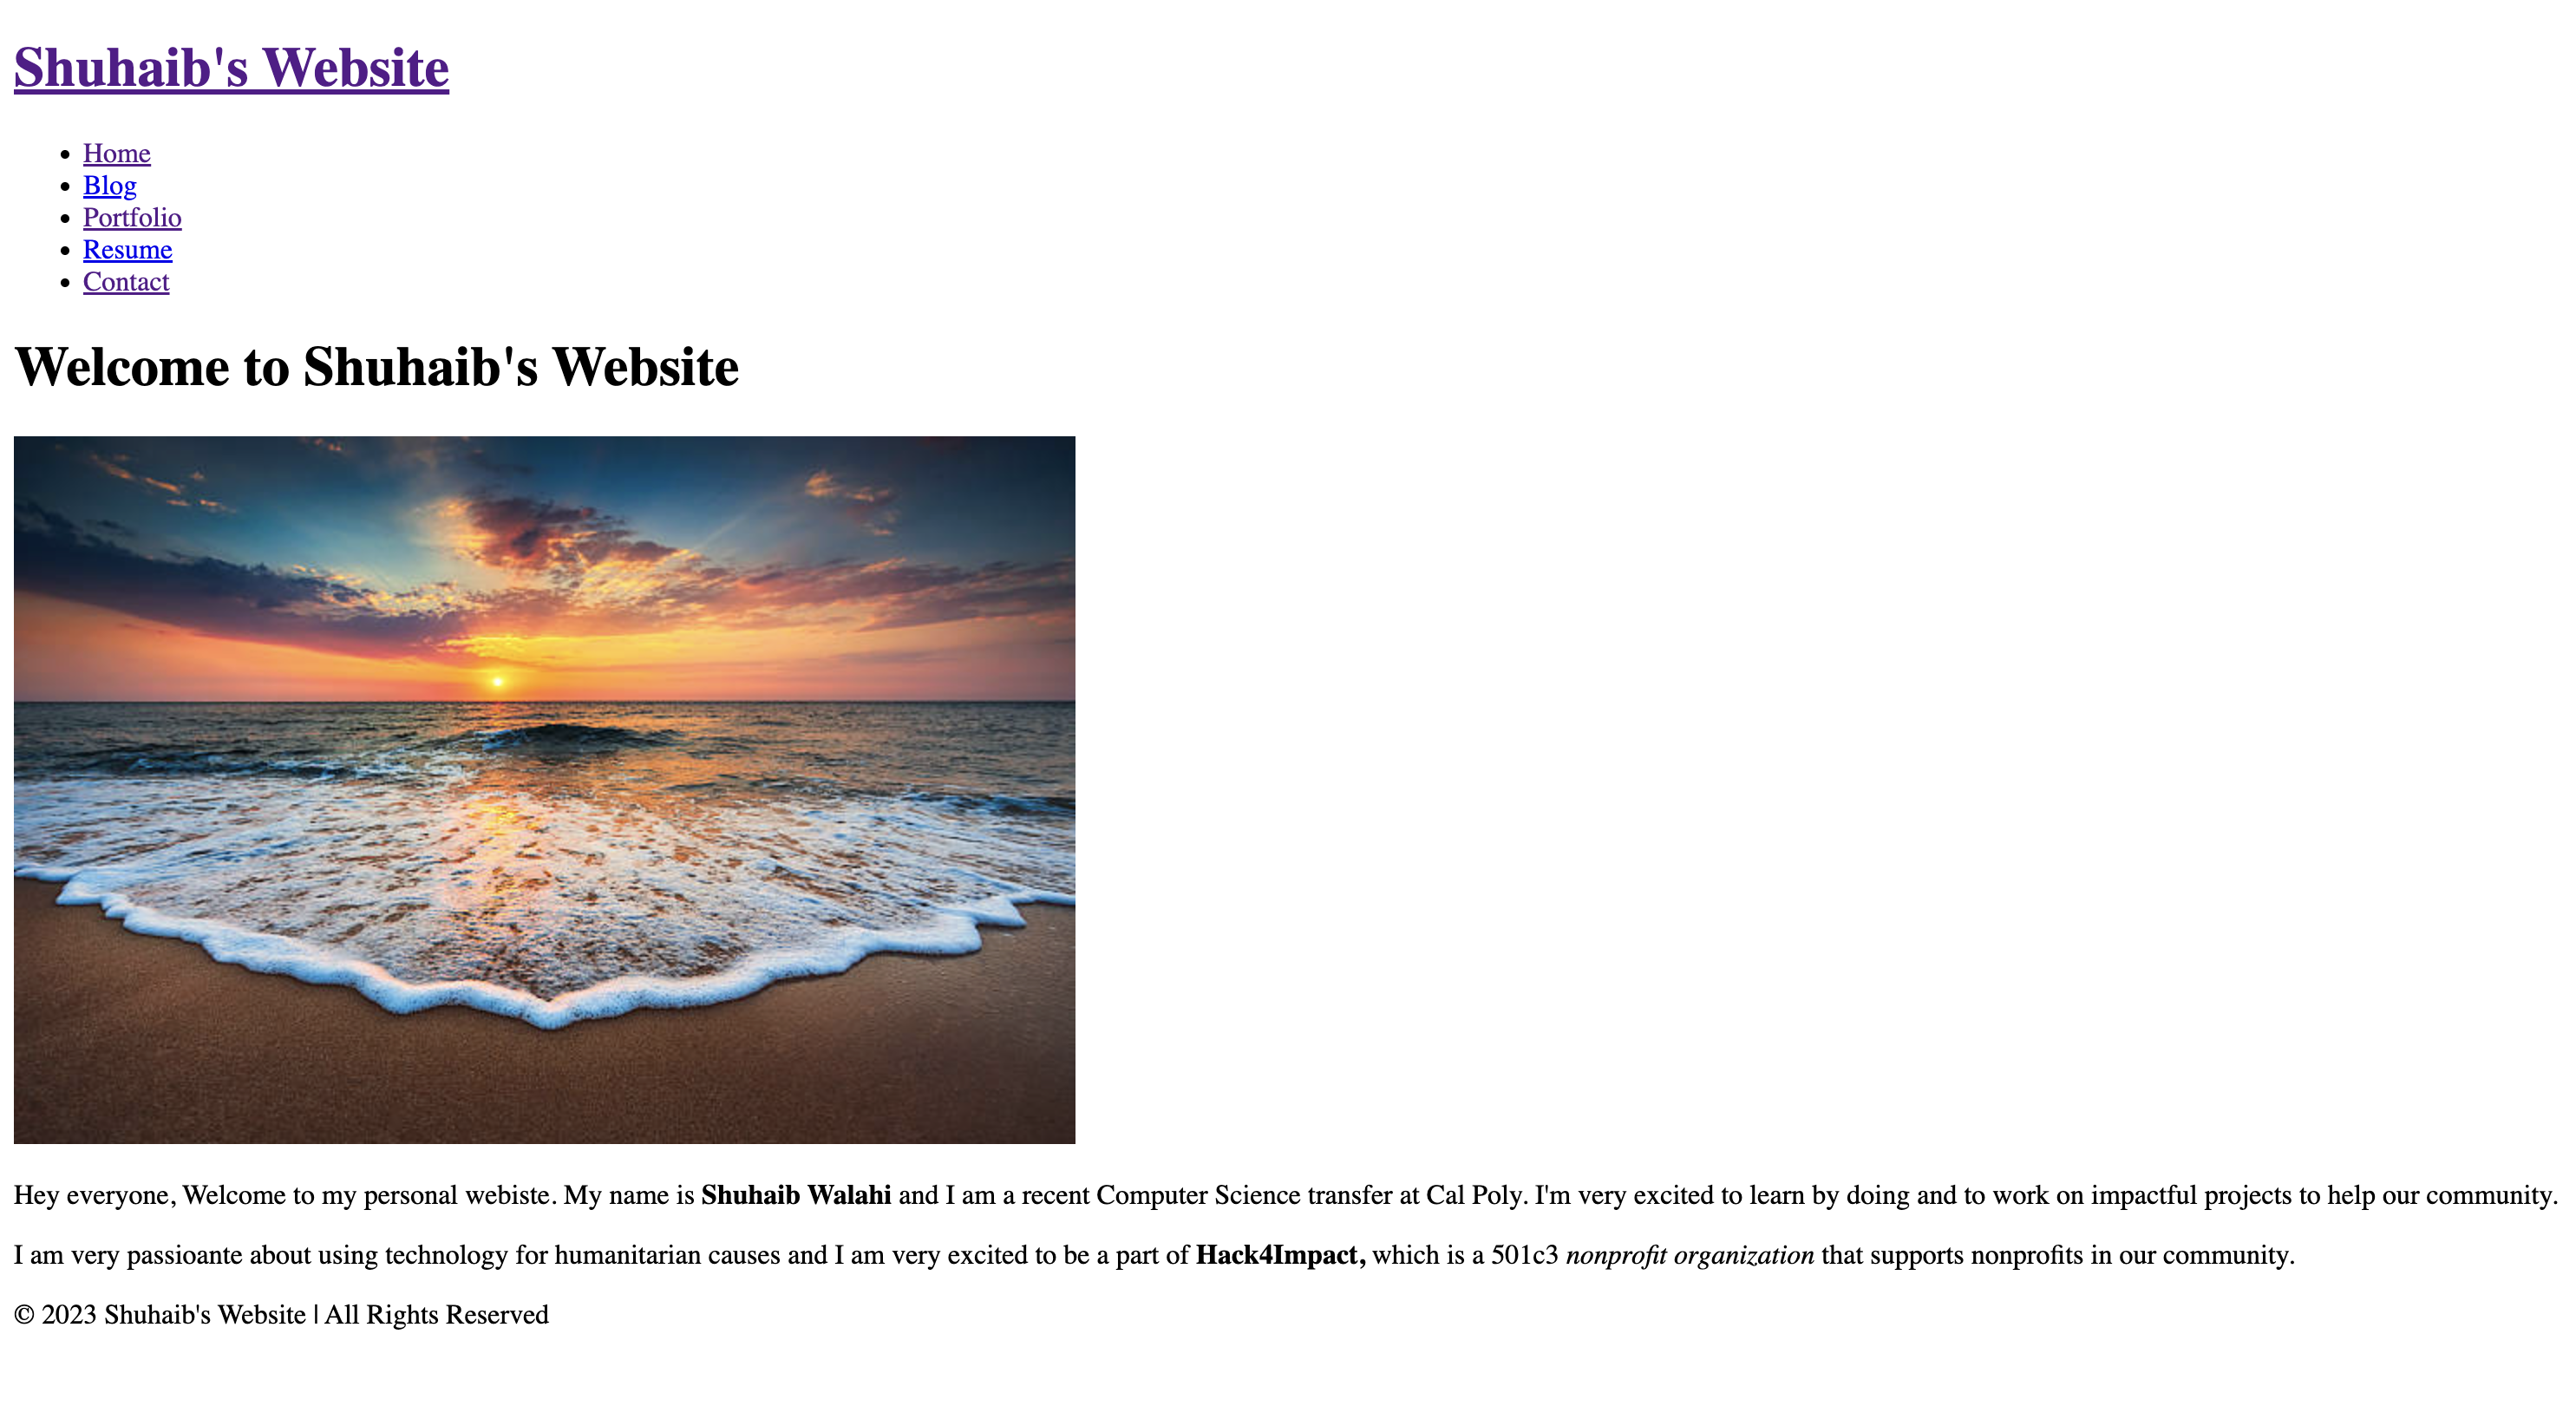 Shuhaib's Website
Home
Blog
Portfolio
Resume
Contact
Welcome to Shuhaib's Website
Hey everyone, Welcome to my personal webiste. My name is Shuhaib Walahi and I am a recent Computer Science transfer at Cal Poly. I'm very excited to learn by doing and to work on impactful projects to help our community.
I am very passioante about using technology for humanitarian causes and I am very excited to be a part of Hack4Impact, which is a 501c3 nonprofit organization that supports nonprofits in our community.
© 2023 Shuhaib's Website | All Rights Reserved